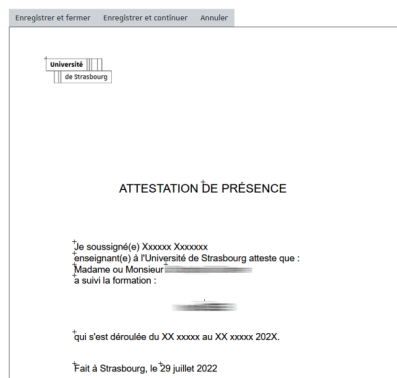 Enregistrer et fermer Enregistrer et continuer Annuler
Université
de Strasbourg
ATTESTATION DE PRÉSENCE
Je soussigné(e) Xxxxxx Xxxxxxx
enseignant(e) à l'Université de Strasbourg atteste que :
Madame ou Monsieur
a suivi la formation :
qui s'est déroulée du XX xxxxx au XX xxxxx 202X.
Fait à Strasbourg, le 29 juillet 2022